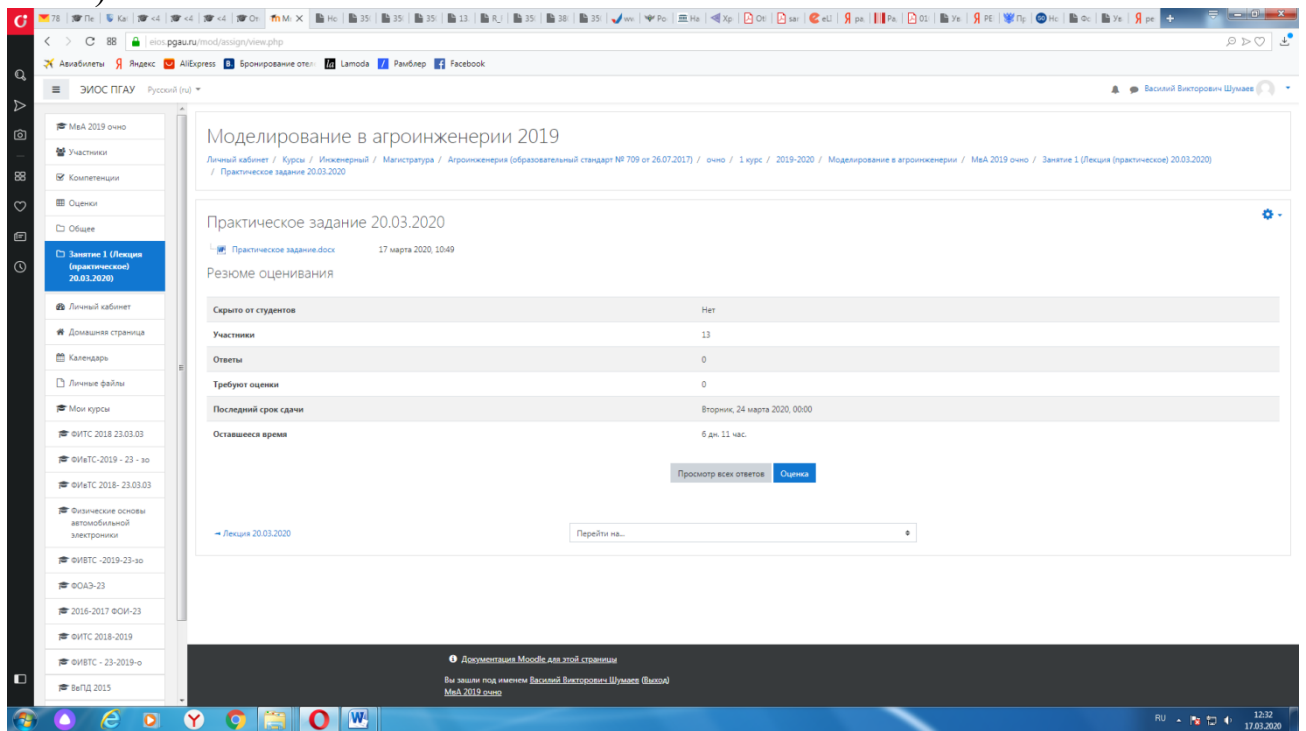 78
eios.pgau.ru/mod/assign/view.php
Авиабилеты Яндекс AliExpress Бронирование отел Lamoda Рамблер Facebook
ЭИОС ПГАУ Русский (ru)
Василий Викторович Шумаев
МвА 2019 очно
Участники
Компетенции
Оценки
Общее
Занятие 1 (Лекция
(практическое)
20.03.2020)
Личный кабинет
Домашняя страница
Календарь
Личные файлы
Мои курсы
ФИТС 2018 23.03.03
ФИвТС-2019 - 23 - зо
ФИвТС 2018- 23.03.03
Физические основы
автомобильной
электроники
ФИВТС -2019-23-зо
ФОАЭ-23
2016-2017 ФОИ-23
ФИТС 2018-2019
ФИВТС - 23-2019-о
ВвПД 2015
Моделирование в агроинженерии 2019
Личный кабинет / Курсы / Инженерный / Магистратура / Агроинженерия (образовательный стандарт № 709 от 26.07.2017) / очно / 1 курс / 2019-2020 / Моделирование в агроинженерии / МвА 2019 очно / Занятие 1 (Лекция (практическое) 20.03.2020)
/ Практическое задание 20.03.2020
Практическое задание 20.03.2020
Практическое задание.docx 17 марта 2020, 10:49
Резюме оценивания
Скрыто от студентов Нет
Участники 13
Ответы 0
Требуют оценки 0
Последний срок сдачи Вторник, 24 марта 2020, 00:00
Оставшееся время 6 дн. 11 час.
Просмотр всех ответов Оценка
→ Лекция 20.03.2020 Перейти на...
Документация Moodle для этой страницы
Вы зашли под именем Василий Викторович Шумаев (Выход)
МвА 2019 очно
RU 12:32
17.03.2020